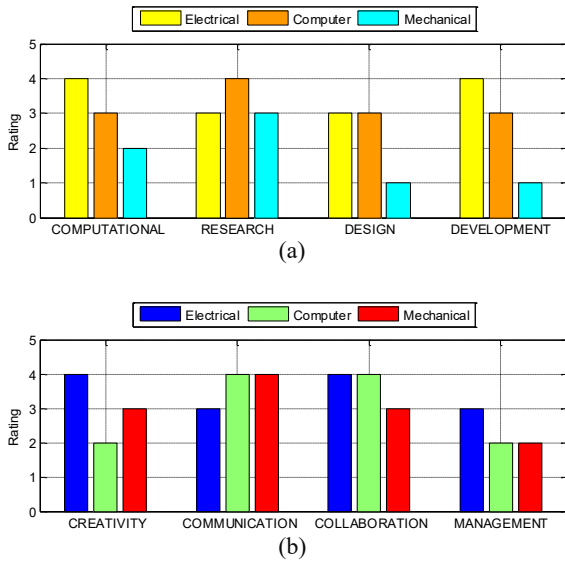 Electrical Computer Mechanical
5
4
3
2
1
0
Rating
COMPUTATIONAL RESEARCH DESIGN DEVELOPMENT
(a)
Electrical Computer Mechanical
5
4
3
2
1
0
Rating
CREATIVITY COMMUNICATION COLLABORATION MANAGEMENT
(b)